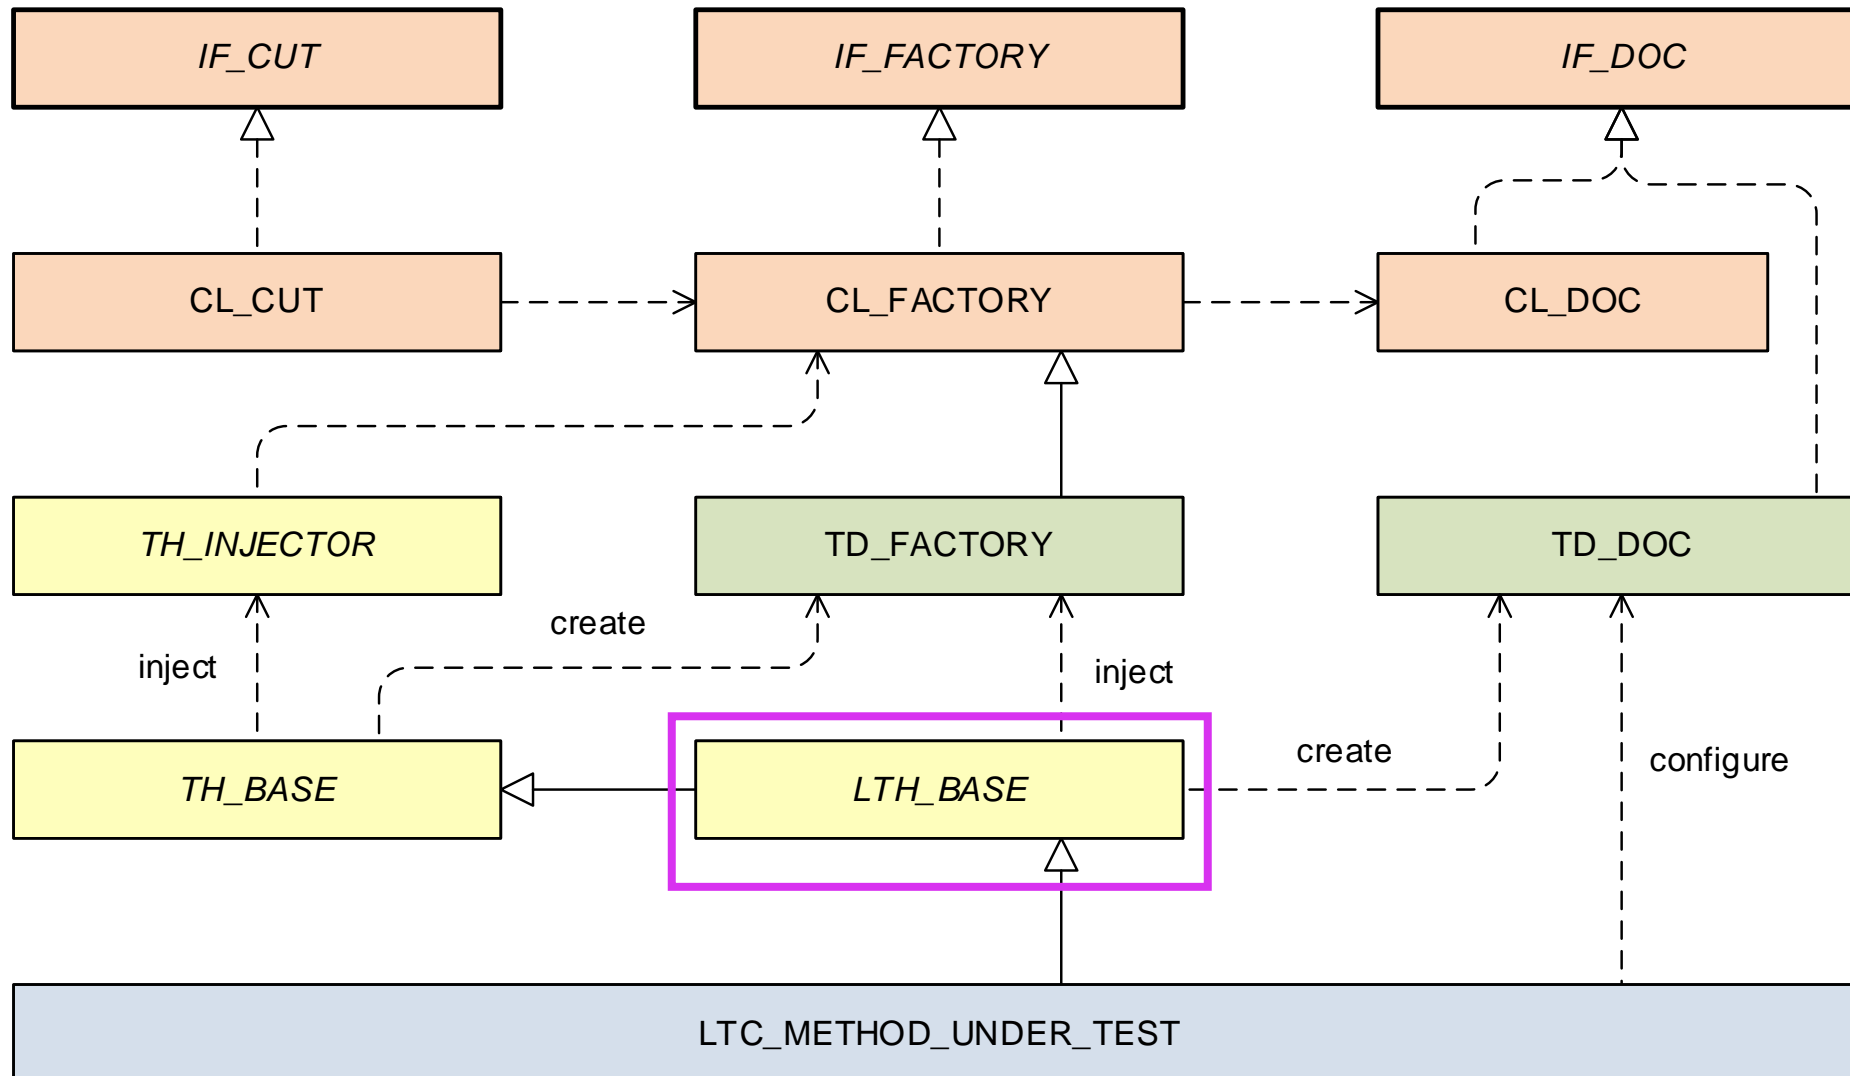 IF_CUT
IF_FACTORY
IF_DOC
CL_CUT
CL_FACTORY
CL_DOC
TH_INJECTOR
TD_FACTORY
TD_DOC
create
inject
inject
create
configure
TH_BASE
LTH_BASE
LTC_METHOD_UNDER_TEST